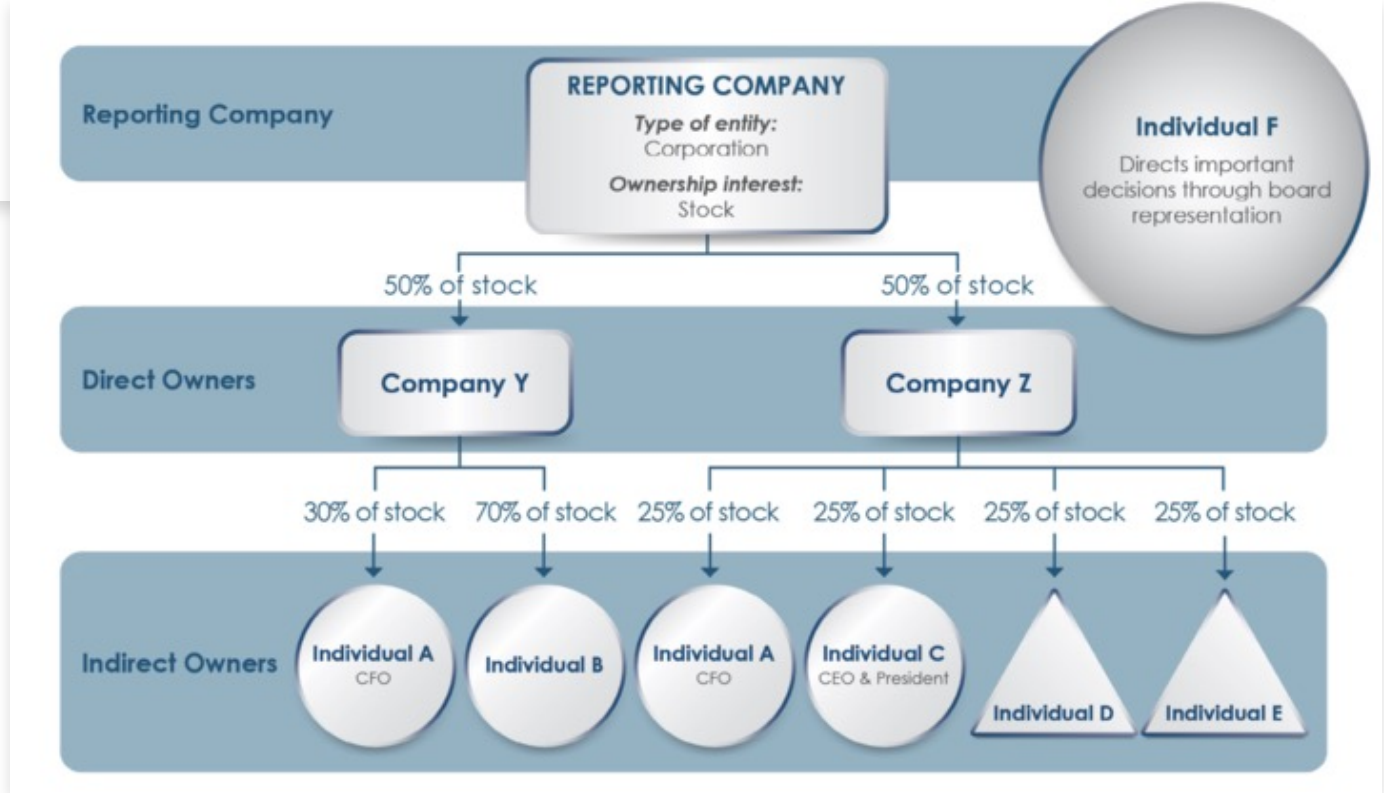 Reporting Company
REPORTING COMPANY
Type of entity:
Corporation
Ownership interest:
Stock
Individual F
Directs important
decisions through board
representation
50% of stock
50% of stock
Direct Owners
Company Y
Company Z
30% of stock
70% of stock
25% of stock
25% of stock
25% of stock
25% of stock
Indirect Owners
Individual A
CFO
Individual B
Individual A
CFO
Individual C
CEO & President
Individual D
Individual E